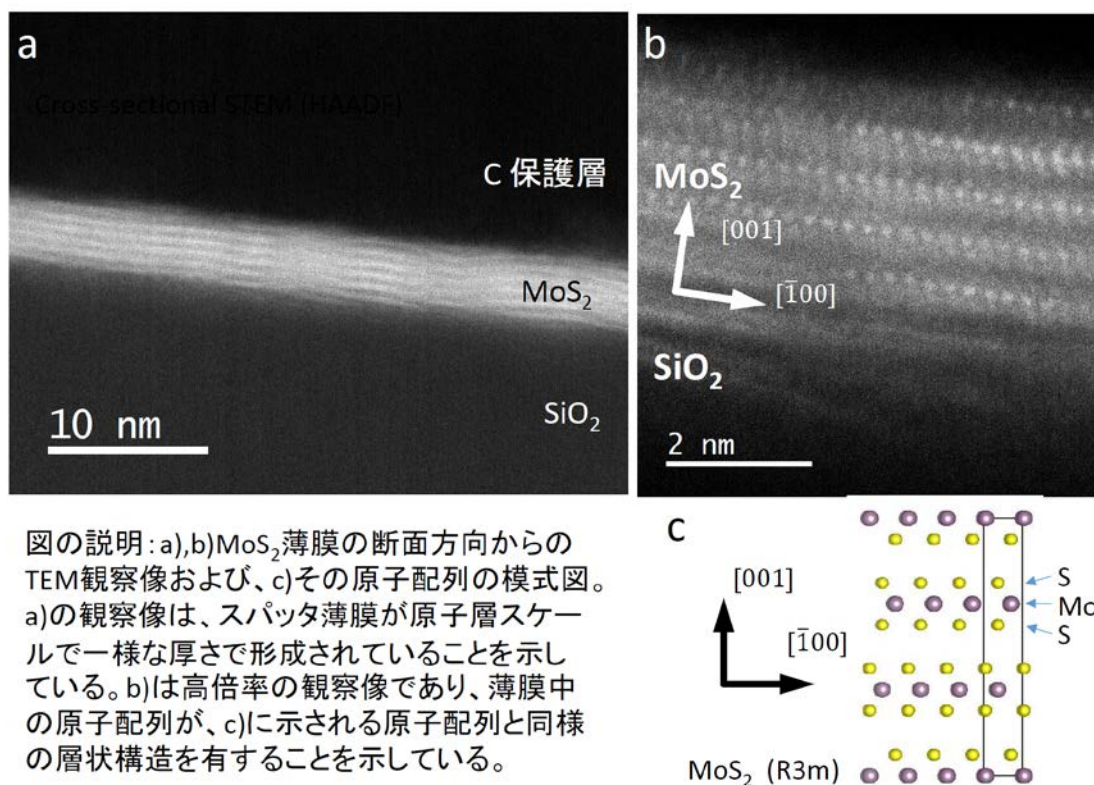 a
Cross-sectional STEM (HAADF)
C 保護層
MoS₂
SiO₂
10 nm
b
MoS₂
[001]
[1̅00]
SiO₂
2 nm
図の説明:a),b)MoS₂薄膜の断面方向からの
TEM観察像および、c)その原子配列の模式図。
a)の観察像は、スパッタ薄膜が原子層スケー
ルで一様な厚さで形成されていることを示し
ている。b)は高倍率の観察像であり、薄膜中
の原子配列が、c)に示される原子配列と同様
の層状構造を有することを示している。
c
[001]
[1̅00]
S
Mo
S
MoS₂ (R3m)